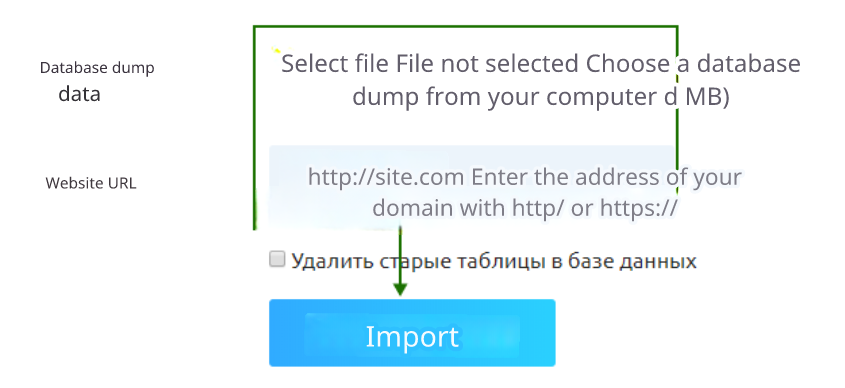 Database dump
data
Select file File not selected Choose a database
dump from your computer d MB)
Website URL
http://site.com Enter the address of your
domain with http/ or https://
Удалить старые таблицы в базе данных
Import